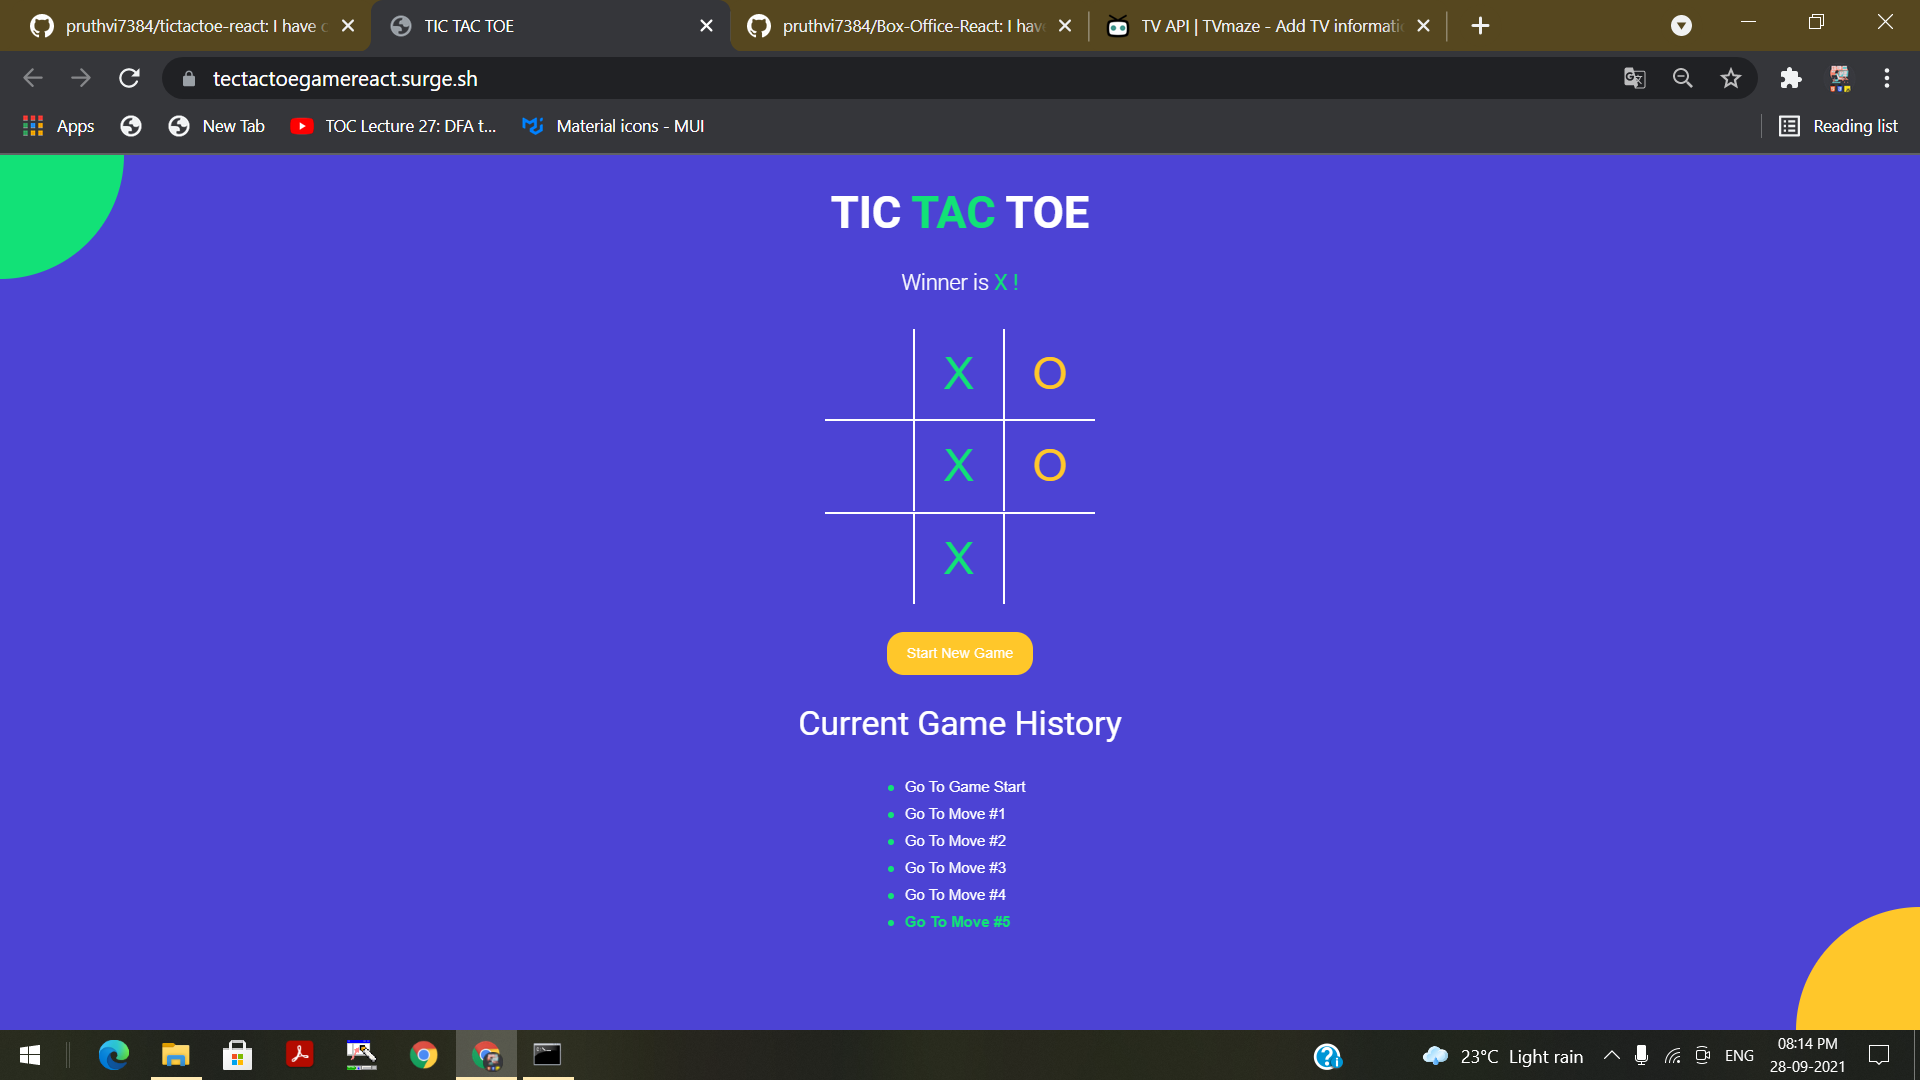 pruthvi7384/tictactoe-react: I have c
TIC TAC TOE
pruthvi7384/Box-Office-React: I hav
TV API | TVmaze - Add TV informati
tectactoegamereact.surge.sh
Apps
New Tab
TOC Lecture 27: DFA t...
Material icons - MUI
Reading list
TIC TAC TOE
Winner is X !
X O
X O
X
Start New Game
Current Game History
Go To Game Start
Go To Move #1
Go To Move #2
Go To Move #3
Go To Move #4
Go To Move #5
23°C Light rain
ENG
08:14 PM
28-09-2021